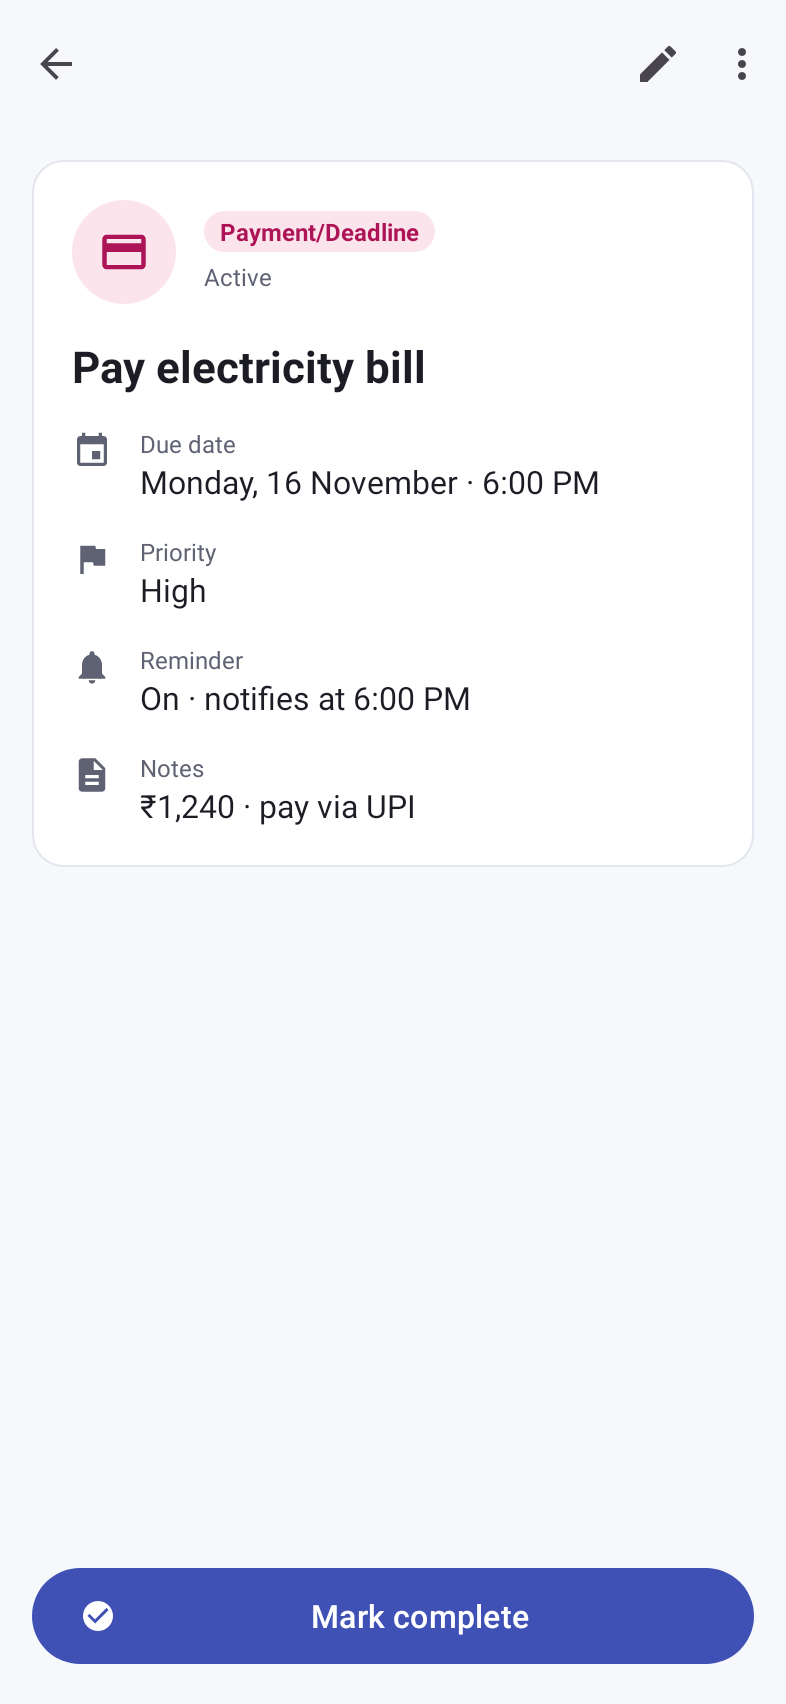 Payment/Deadline
Active
Pay electricity bill
Due date
Monday, 16 November · 6:00 PM
Priority
High
Reminder
On · notifies at 6:00 PM
Notes
₹1,240 · pay via UPI
Mark complete